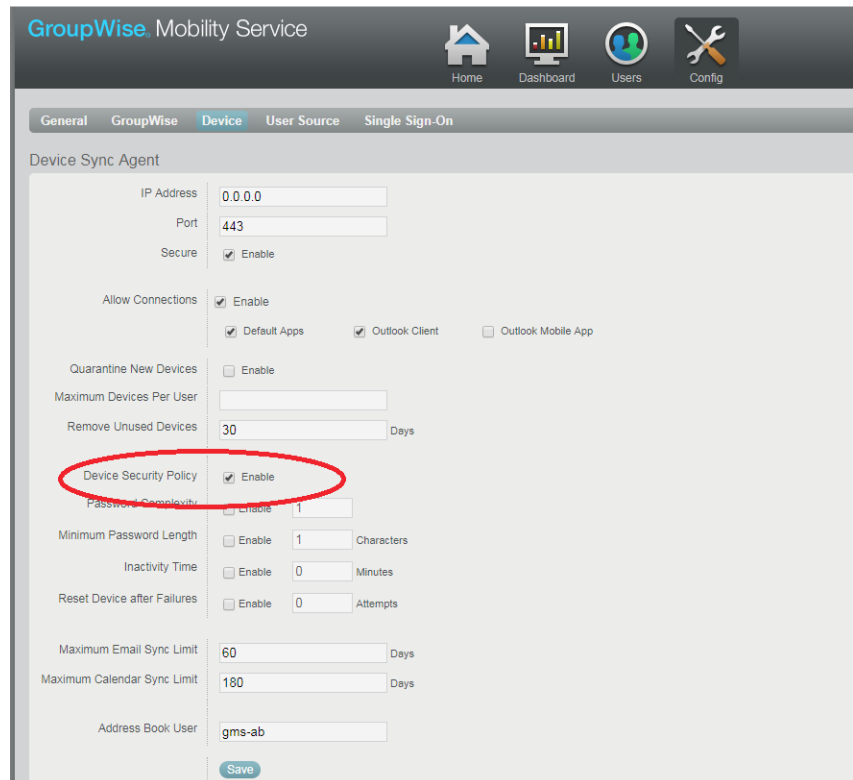 GroupWise. Mobility Service
Home Dashboard Users Config
General GroupWise Device User Source Single Sign-On
Device Sync Agent
IP Address 0.0.0.0
Port 443
Secure Enable
Allow Connections Enable
Default Apps Outlook Client Outlook Mobile App
Quarantine New Devices Enable
Maximum Devices Per User
Remove Unused Devices 30 Days
Device Security Policy Enable
Password Complexity Enable 1
Minimum Password Length Enable 1 Characters
Inactivity Time Enable 0 Minutes
Reset Device after Failures Enable 0 Attempts
Maximum Email Sync Limit 60 Days
Maximum Calendar Sync Limit 180 Days
Address Book User gms-ab
Save